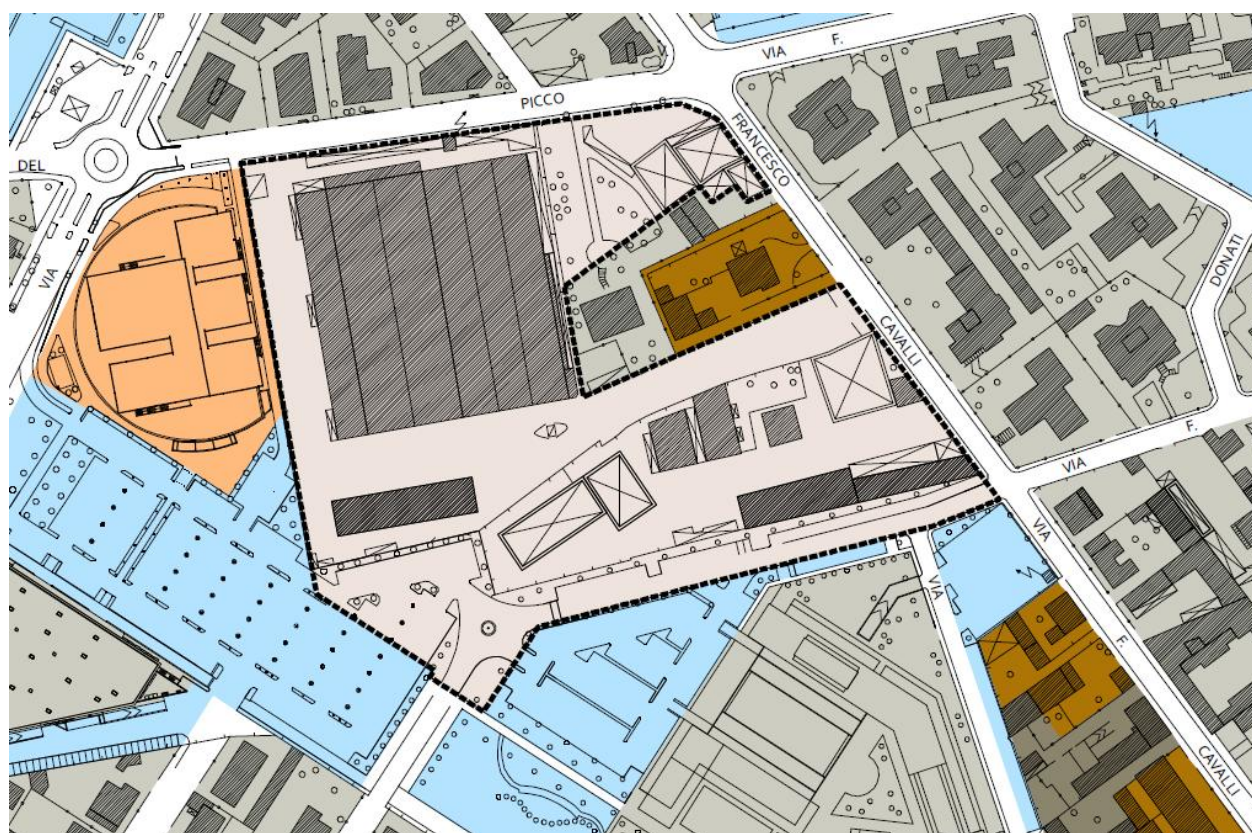 VIA
F.
PICCO
DEL
VIA
FRANCESCO
CAVALLI
DONATI
F.
VIA
VIA
VIA
F.
CAVALLI